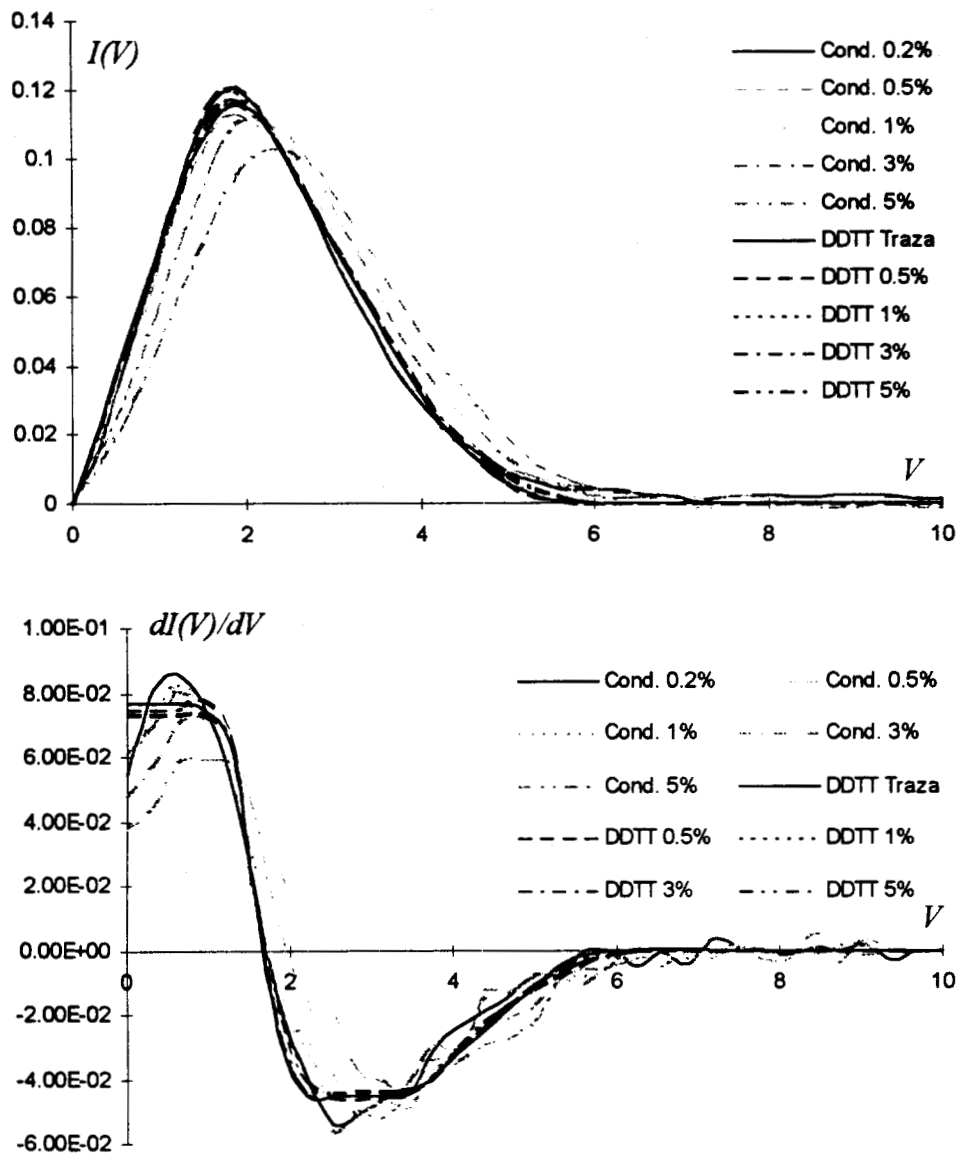 0.14
I(V)
0.12
0.1
0.08
0.06
0.04
0.02
0
0 2 4 6 8 10
V
Cond. 0.2%
Cond. 0.5%
Cond. 1%
Cond. 3%
Cond. 5%
DDTT Traza
DDTT 0.5%
DDTT 1%
DDTT 3%
DDTT 5%
dI(V)/dV
1.00E-01
8.00E-02
6.00E-02
4.00E-02
2.00E-02
0.00E+00
-2.00E-02
-4.00E-02
-6.00E-02
0 2 4 6 8 10
V
Cond. 0.2% Cond. 0.5%
Cond. 1% Cond. 3%
Cond. 5% DDTT Traza
DDTT 0.5% DDTT 1%
DDTT 3% DDTT 5%